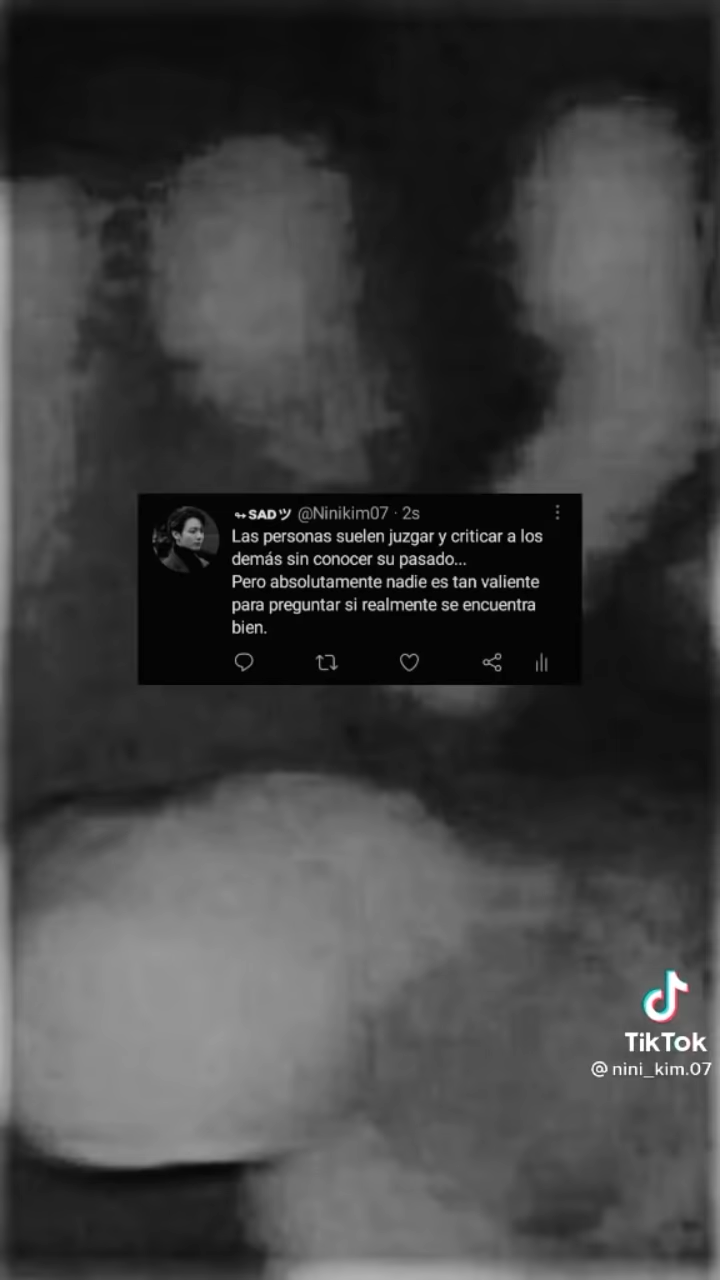 ↔SADツ @Ninikim07 · 2s
Las personas suelen juzgar y criticar a los
demás sin conocer su pasado...
Pero absolutamente nadie es tan valiente
para preguntar si realmente se encuentra
bien.
TikTok
@nini_kim.07